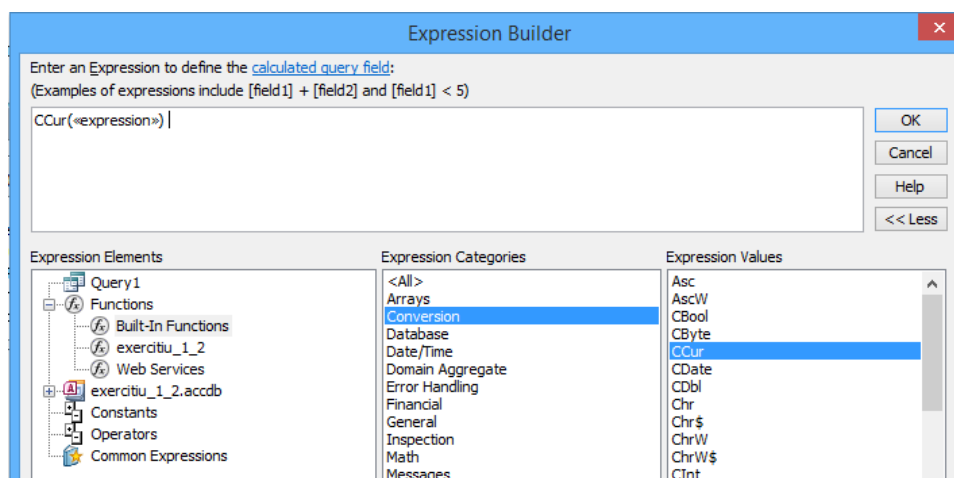 Expression Builder
Enter an Expression to define the calculated query field:
(Examples of expressions include [field1] + [field2] and [field1] < 5)
CCur(«expression»)
OK
Cancel
Help
<< Less
Expression Elements
Query1
Functions
Built-In Functions
exercitiu_1_2
Web Services
exercitiu_1_2.accdb
Constants
Operators
Common Expressions
Expression Categories
<All>
Arrays
Conversion
Database
Date/Time
Domain Aggregate
Error Handling
Financial
General
Inspection
Math
Messages
Expression Values
Asc
AscW
CBool
CByte
CCur
CDate
CDbl
Chr
Chr$
ChrW
ChrW$
CInt